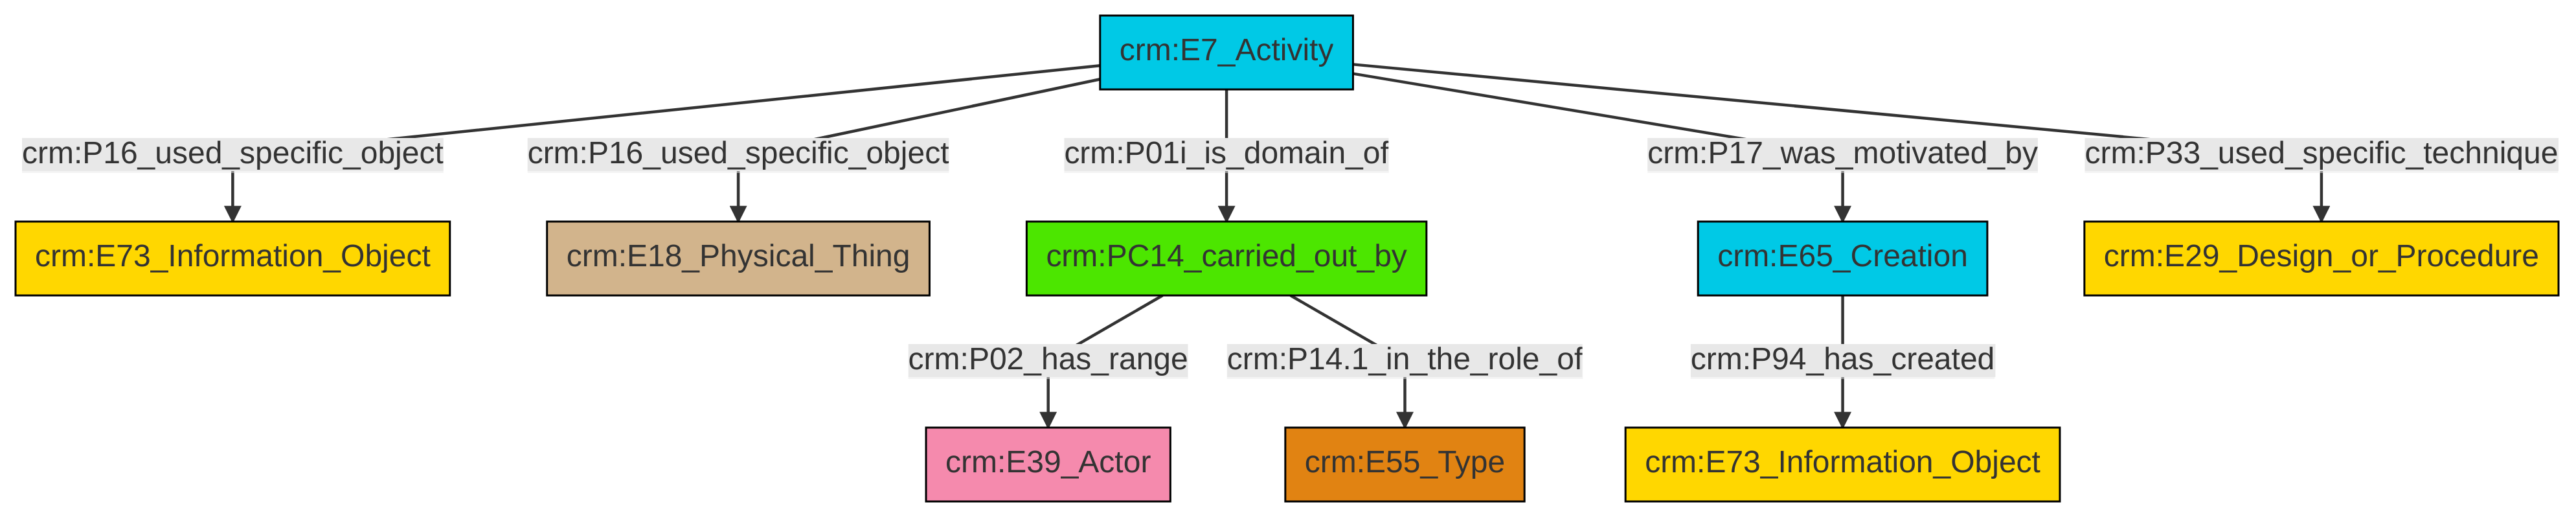 crm:E7_Activity
crm:P16_used_specific_object
crm:P16_used_specific_object
crm:P01i_is_domain_of
crm:P17_was_motivated_by
crm:P33_used_specific_technique
crm:E73_Information_Object
crm:E18_Physical_Thing
crm:PC14_carried_out_by
crm:E65_Creation
crm:E29_Design_or_Procedure
crm:P02_has_range
crm:P14.1_in_the_role_of
crm:P94_has_created
crm:E39_Actor
crm:E55_Type
crm:E73_Information_Object